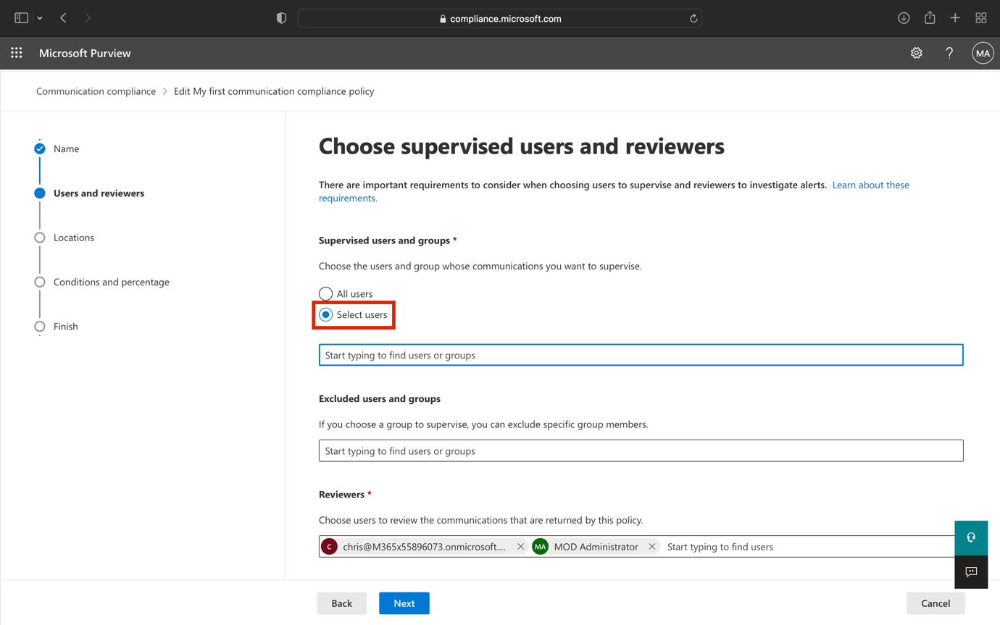 compliance.microsoft.com
Microsoft Purview
MA
Communication compliance
Edit My first communication compliance policy
Name
Users and reviewers
Locations
Conditions and percentage
Finish
Choose supervised users and reviewers
There are important requirements to consider when choosing users to supervise and reviewers to investigate alerts. Learn about these
requirements.
Supervised users and groups *
Choose the users and group whose communications you want to supervise.
All users
Select users
Start typing to find users or groups
Excluded users and groups
If you choose a group to supervise, you can exclude specific group members.
Start typing to find users or groups
Reviewers *
Choose users to review the communications that are returned by this policy.
C chris@M365x55896073.onmicrosoft.... MA MOD Administrator Start typing to find users
Back
Next
Cancel